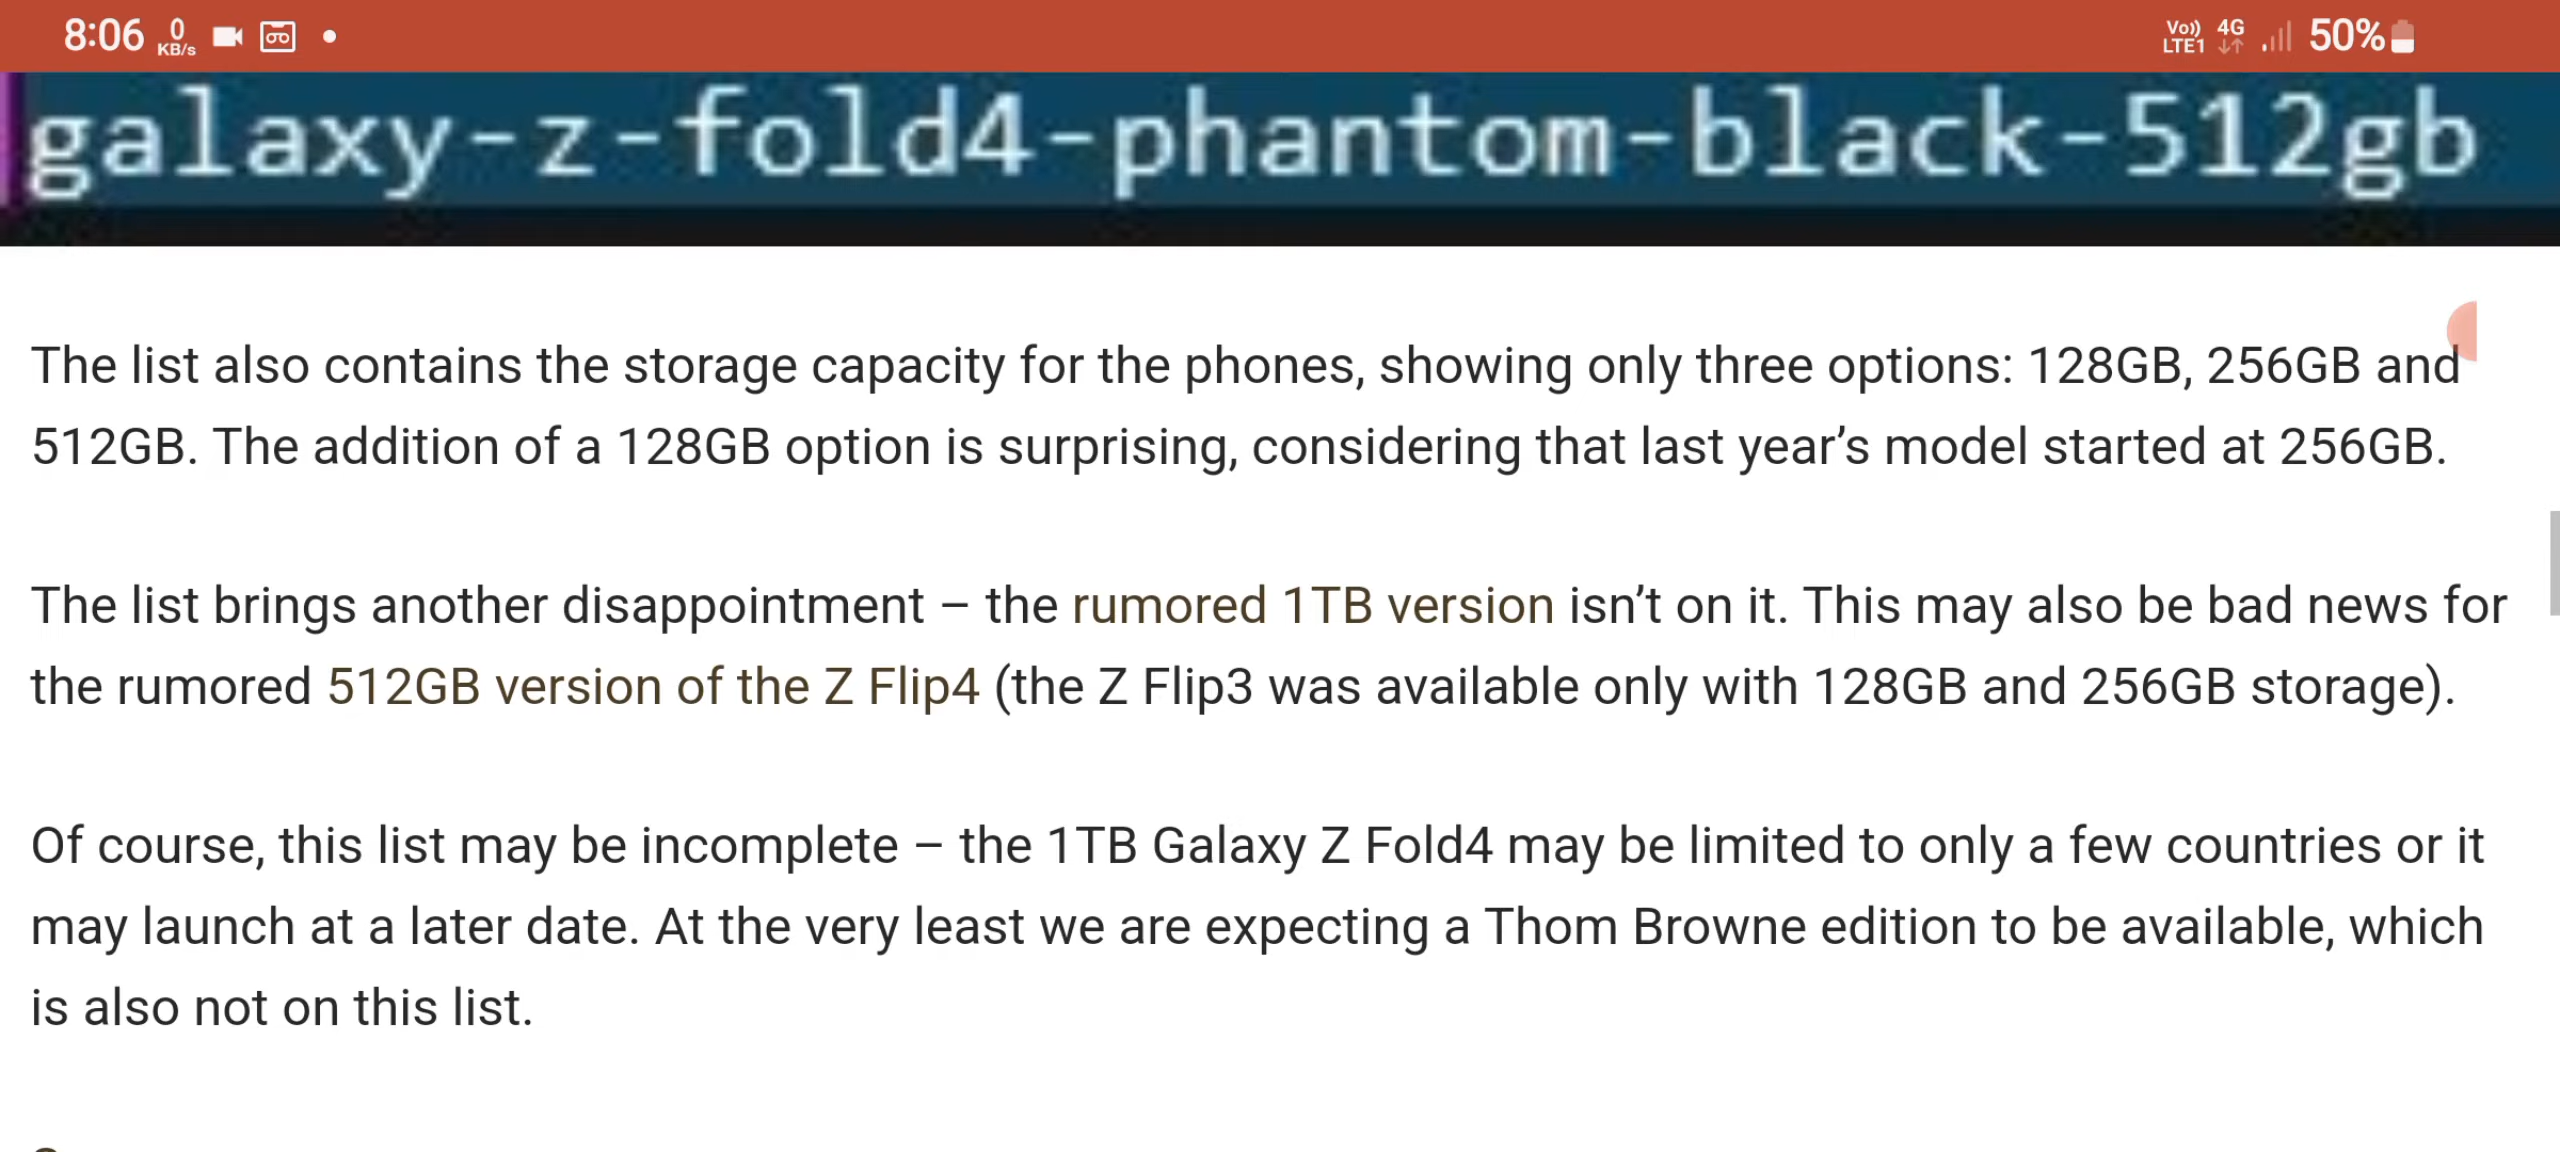 8:06 0 KB/s Vo)) LTE1 4G 50%
galaxy-z-fold4-phantom-black-512gb
The list also contains the storage capacity for the phones, showing only three options: 128GB, 256GB and
512GB. The addition of a 128GB option is surprising, considering that last year’s model started at 256GB.
The list brings another disappointment – the rumored 1TB version isn’t on it. This may also be bad news for
the rumored 512GB version of the Z Flip4 (the Z Flip3 was available only with 128GB and 256GB storage).
Of course, this list may be incomplete – the 1TB Galaxy Z Fold4 may be limited to only a few countries or it
may launch at a later date. At the very least we are expecting a Thom Browne edition to be available, which
is also not on this list.